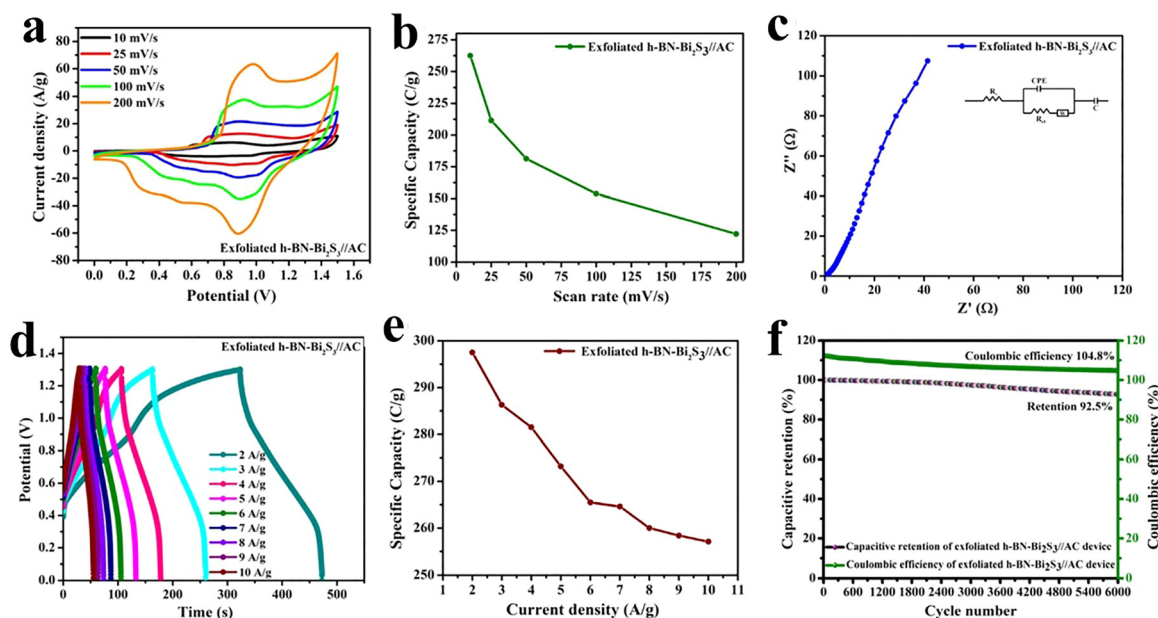 a
10 mV/s
25 mV/s
50 mV/s
100 mV/s
200 mV/s
Exfoliated h-BN-Bi₂S₃//AC
Current density (A/g)
80
60
40
20
0
-20
-40
-60
-80
0.0 0.2 0.4 0.6 0.8 1.0 1.2 1.4 1.6
Potential (V)
b
Exfoliated h-BN-Bi₂S₃//AC
Specific Capacity (C/g)
275
250
225
200
175
150
125
100
0 25 50 75 100 125 150 175 200
Scan rate (mV/s)
c
Exfoliated h-BN-Bi₂S₃//AC
CPE
C
Z'' (Ω)
120
100
80
60
40
20
0
0 20 40 60 80 100 120
Z' (Ω)
d
Exfoliated h-BN-Bi₂S₃//AC
2 A/g
3 A/g
4 A/g
5 A/g
6 A/g
7 A/g
8 A/g
9 A/g
10 A/g
Potential (V)
1.5
1.2
0.9
0.6
0.3
0.0
0 100 200 300 400 500
Time (s)
e
Exfoliated h-BN-Bi₂S₃//AC
Specific Capacity (C/g)
300
290
280
270
260
250
1 2 3 4 5 6 7 8 9 10 11
Current density (A/g)
f
Coulombic efficiency 104.8%
Retention 92.5%
Capacitive retention of exfoliated h-BN-Bi₂S₃//AC device
Coulombic efficiency of exfoliated h-BN-Bi₂S₃//AC device
Capacitive retention (%)
120
100
80
60
40
20
0
Coulombic efficiency (%)
120
100
80
60
40
20
0
0 600 1200 1800 2400 3000 3600 4200 4800 5400 6000
Cycle number